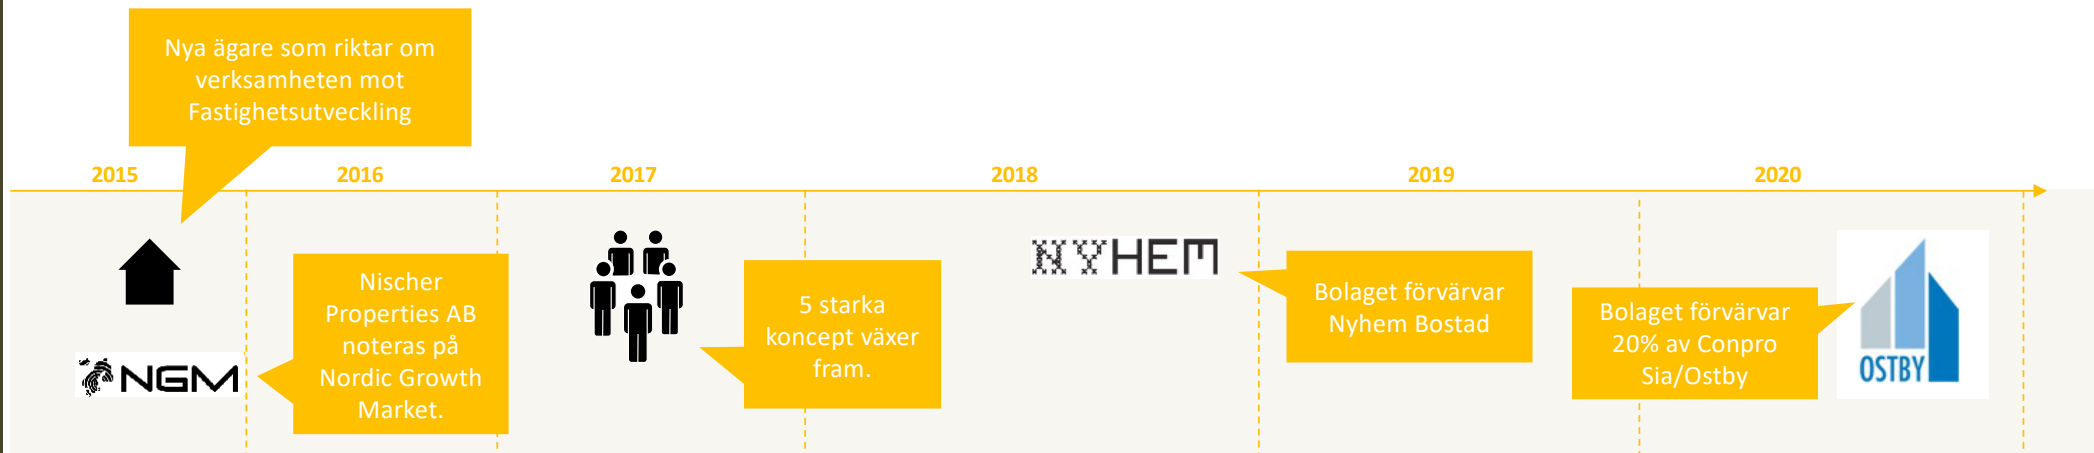 Nya ägare som riktar om
verksamheten mot
Fastighetsutveckling
2015
2016
2017
2018
2019
2020
NGM
Nischer
Properties AB
noteras på
Nordic Growth
Market.
5 starka
koncept växer
fram.
NYHEM
Bolaget förvärvar
Nyhem Bostad
Bolaget förvärvar
20% av Conpro
Sia/Ostby
OSTBY